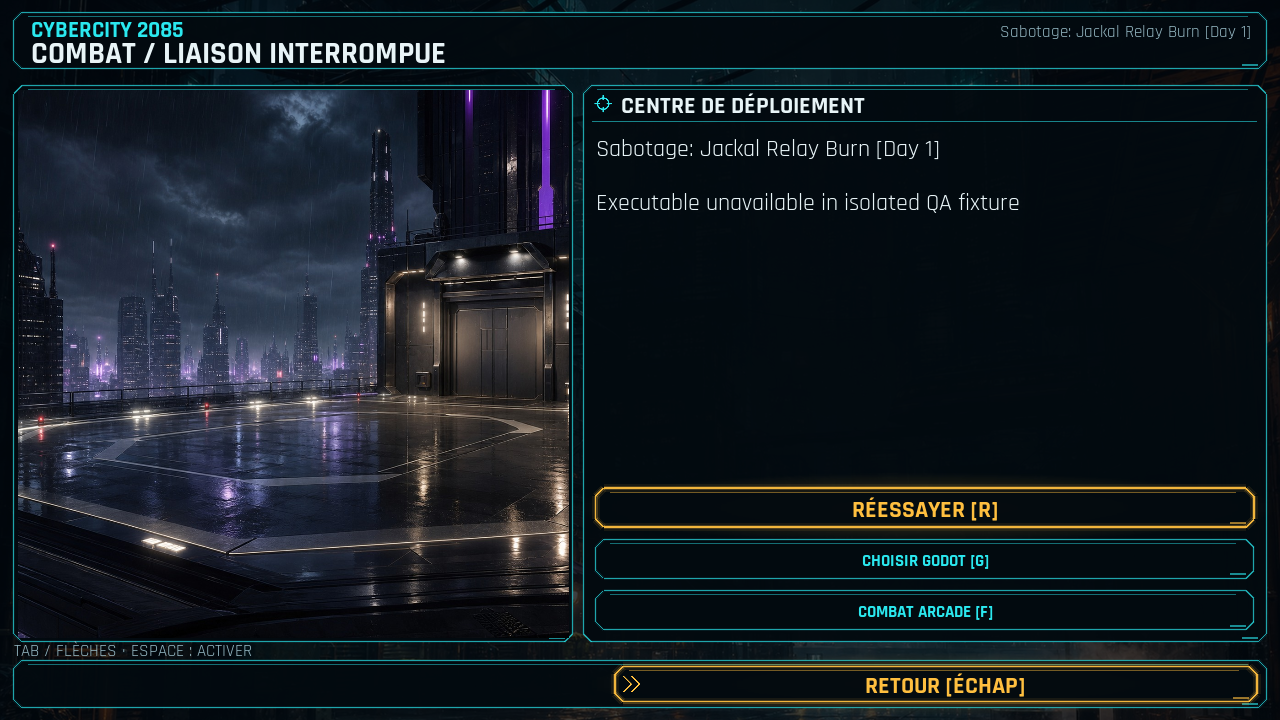 CYBERCITY 2085
COMBAT / LIAISON INTERROMPUE
Sabotage: Jackal Relay Burn [Day 1]
CENTRE DE DÉPLOIEMENT
Sabotage: Jackal Relay Burn [Day 1]
Executable unavailable in isolated QA fixture
RÉESSAYER [R]
CHOISIR GODOT [G]
COMBAT ARCADE [F]
TAB / FLÈCHES · ESPACE : ACTIVER
RETOUR [ÉCHAP]